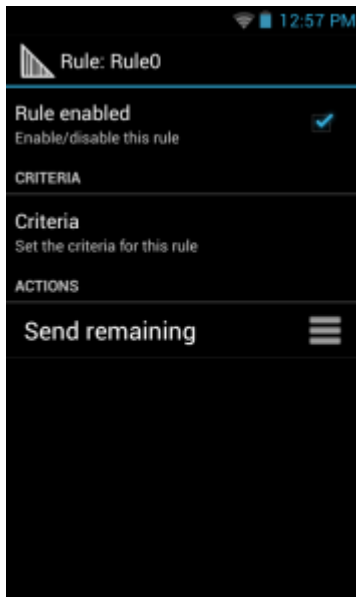 12:57 PM
Rule: Rule0
Rule enabled
Enable/disable this rule
CRITERIA
Criteria
Set the criteria for this rule
ACTIONS
Send remaining